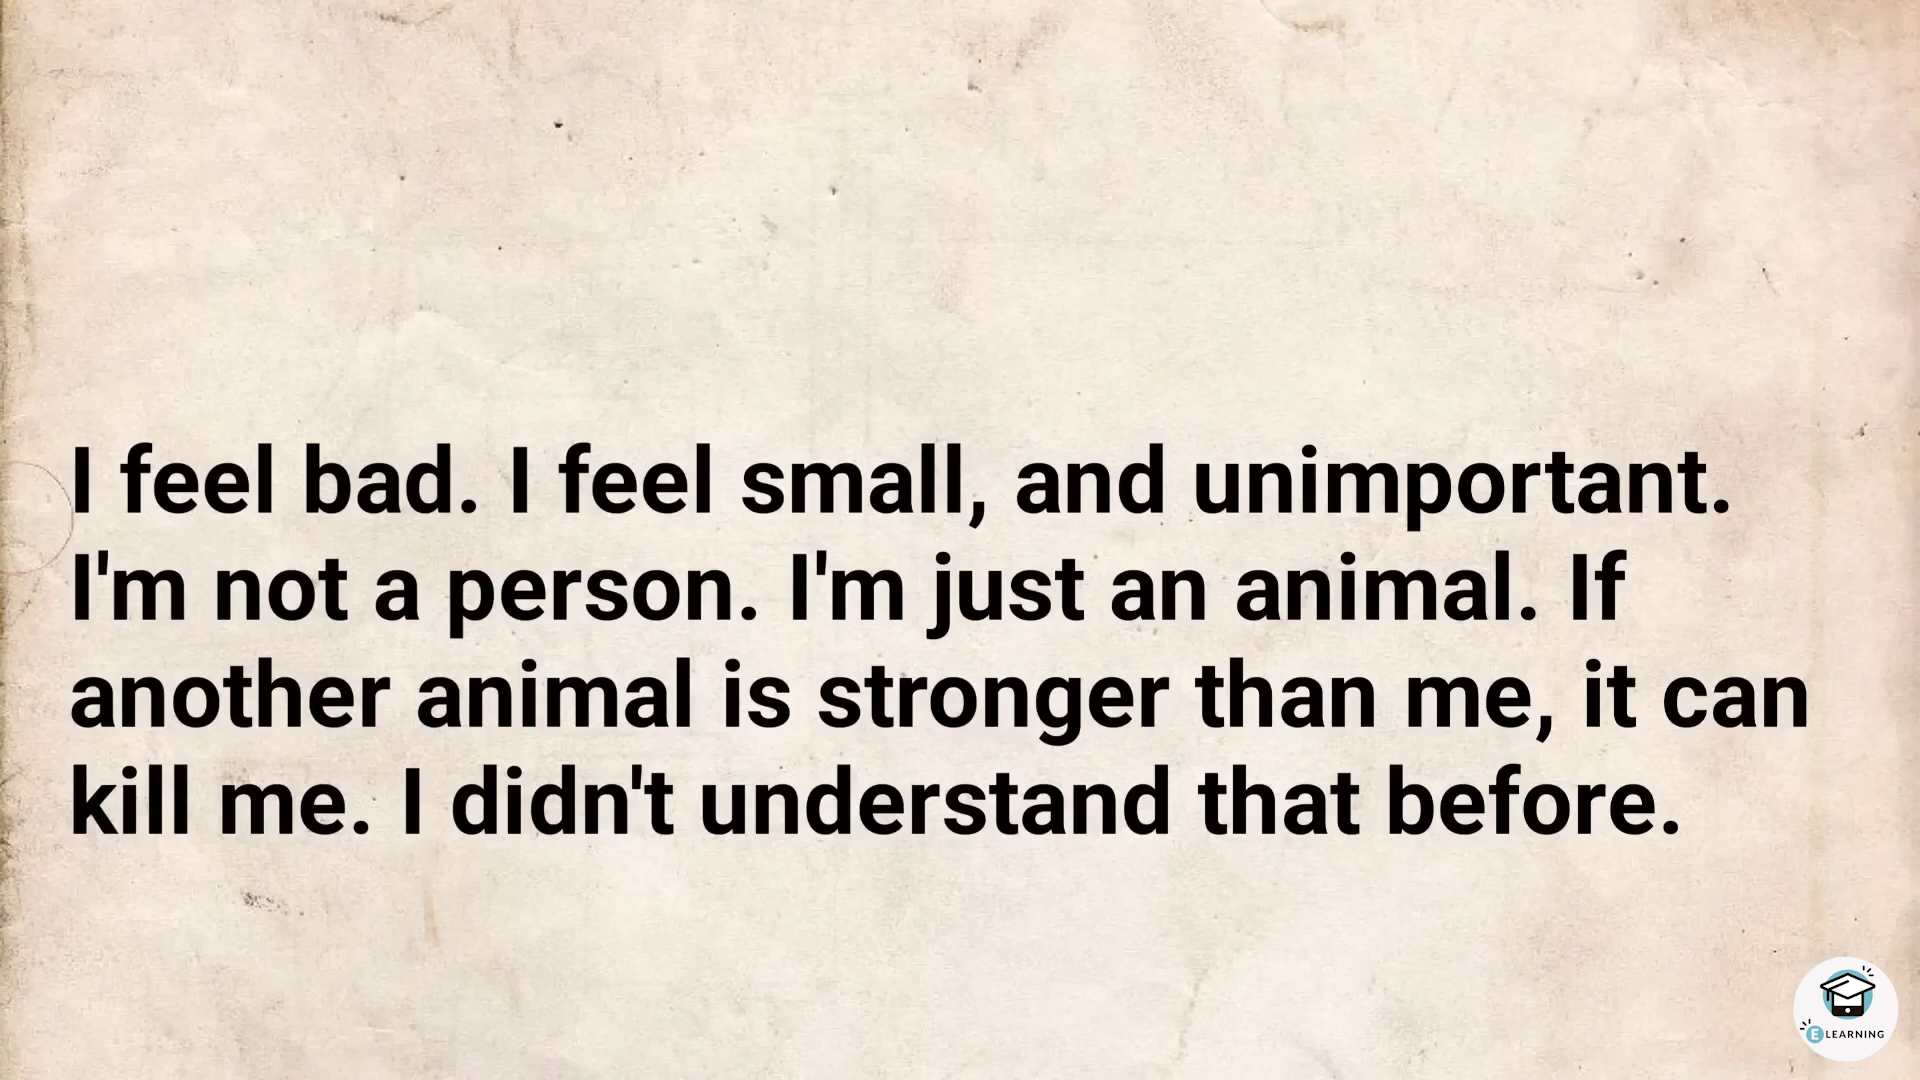 I feel bad. I feel small, and unimportant.
I'm not a person. I'm just an animal. If
another animal is stronger than me, it can
kill me. I didn't understand that before.
E LEARNING